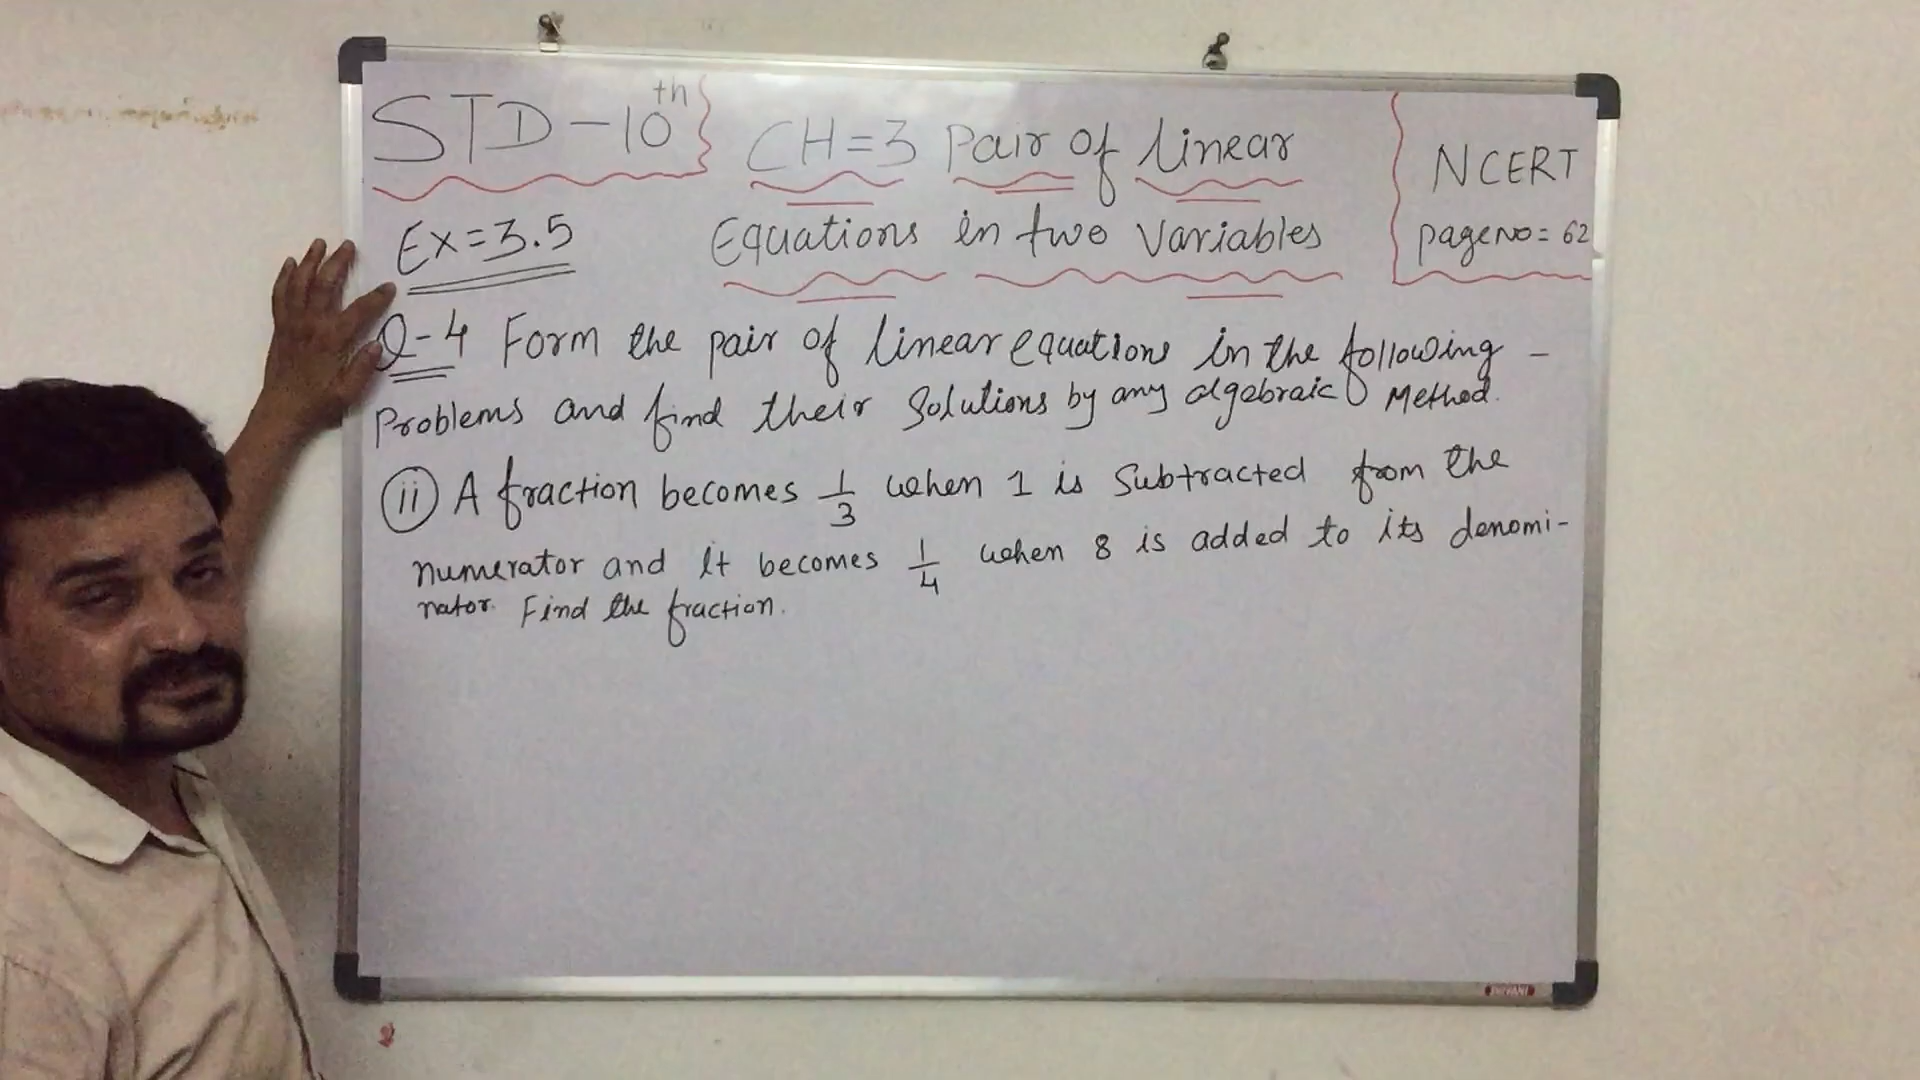 STD-10th
CH=3 Pair of linear
NCERT
Ex=3.5
Equations in two variables
page no = 62
Q-4 Form the pair of linear equations in the following -
Problems and find their solutions by any algebraic Method.
(ii) A fraction becomes 1/3 when 1 is subtracted from the
numerator and it becomes 1/4 when 8 is added to its denomi-
nator. Find the fraction.